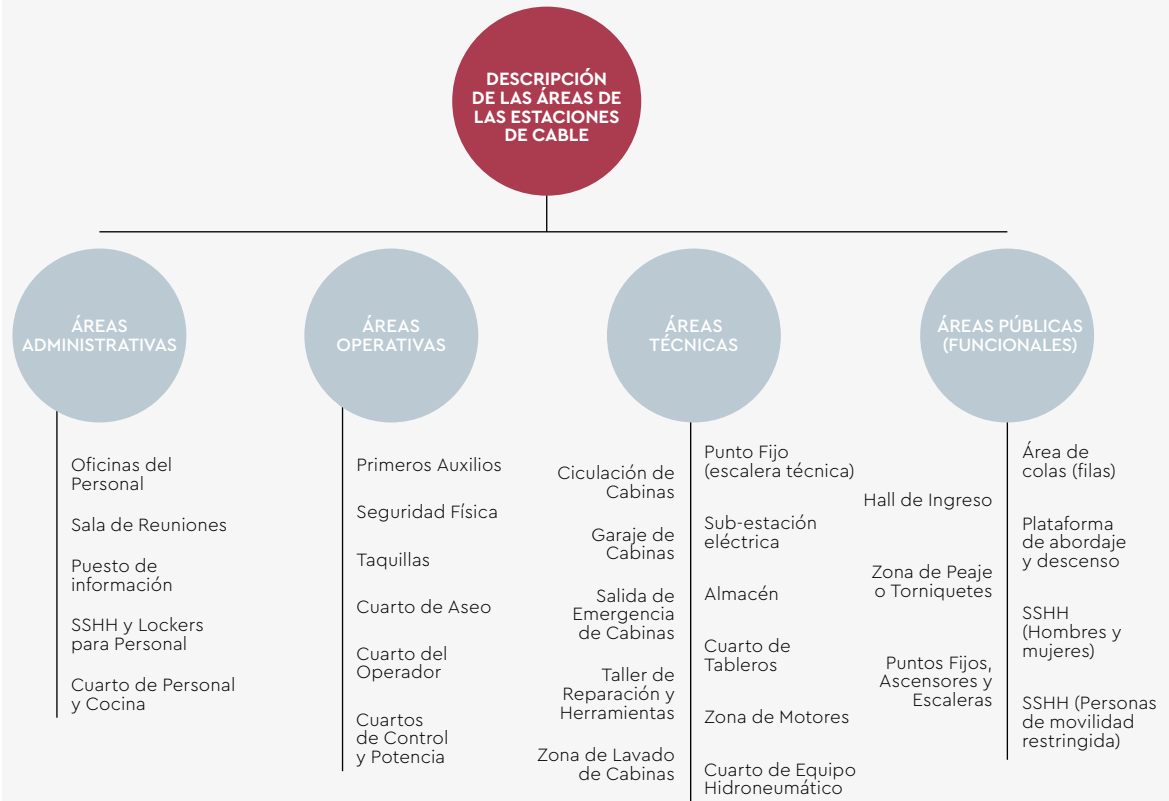 DESCRIPCIÓN
DE LAS ÁREAS DE
LAS ESTACIONES
DE CABLE
ÁREAS
ADMINISTRATIVAS
Oficinas del
Personal
Sala de Reuniones
Puesto de
información
SSHH y Lockers
para Personal
Cuarto de Personal
y Cocina
ÁREAS
OPERATIVAS
Primeros Auxilios
Seguridad Física
Taquillas
Cuarto de Aseo
Cuarto del
Operador
Cuartos
de Control
y Potencia
ÁREAS
TÉCNICAS
Ciculación de
Cabinas
Garaje de
Cabinas
Salida de
Emergencia
de Cabinas
Taller de
Reparación y
Herramientas
Zona de Lavado
de Cabinas
Punto Fijo
(escalera técnica)
Sub-estación
eléctrica
Almacén
Cuarto de
Tableros
Zona de Motores
Cuarto de Equipo
Hidroneumático
ÁREAS PÚBLICAS
(FUNCIONALES)
Hall de Ingreso
Zona de Peaje
o Torniquetes
Puntos Fijos,
Ascensores y
Escaleras
Área de
colas (filas)
Plataforma
de abordaje
y descenso
SSHH
(Hombres y
mujeres)
SSHH (Personas
de movilidad
restringida)